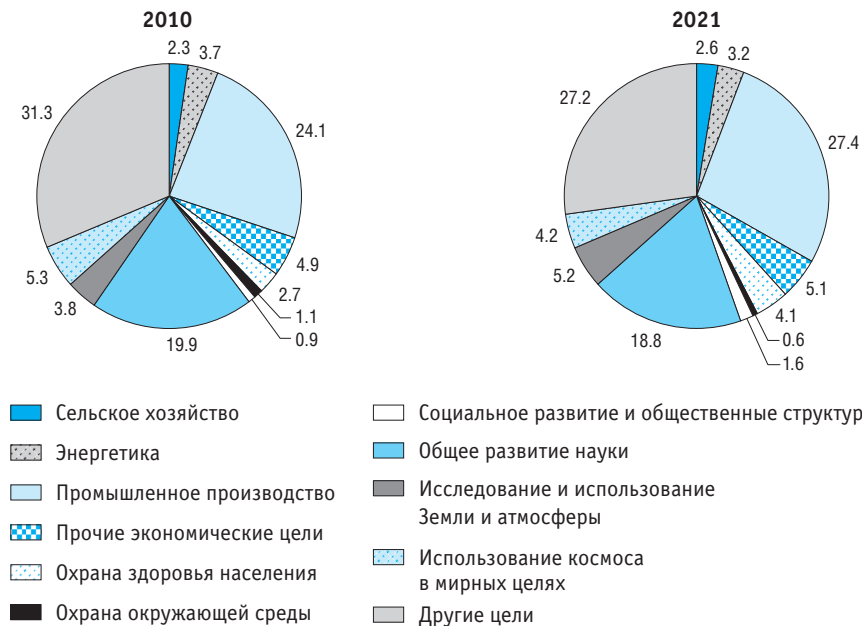 2010
2.3
3.7
24.1
4.9
2.7
1.1
0.9
19.9
3.8
5.3
31.3
2021
2.6
3.2
27.4
5.1
4.1
0.6
1.6
18.8
5.2
4.2
27.2
Сельское хозяйство
Энергетика
Промышленное производство
Прочие экономические цели
Охрана здоровья населения
Охрана окружающей среды
Социальное развитие и общественные структур
Общее развитие науки
Исследование и использование
Земли и атмосферы
Использование космоса
в мирных целях
Другие цели